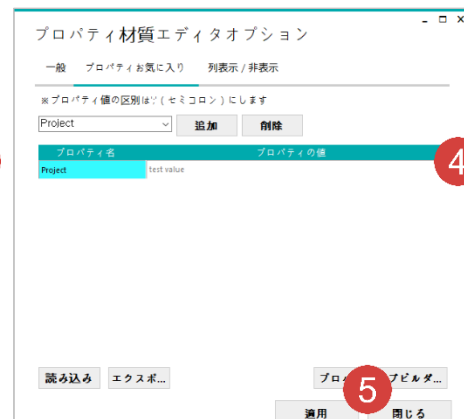 プロパティ材質エディタオプション
一般 プロパティお気に入り 列表示 / 非表示
※プロパティ値の区別は';' ( セミコロン ) にします
Project 追加 削除
プロパティ名 プロパティの値
Project test value
4
読み込み エクスポ... プロパ プビルダ...
5
適用 閉じる